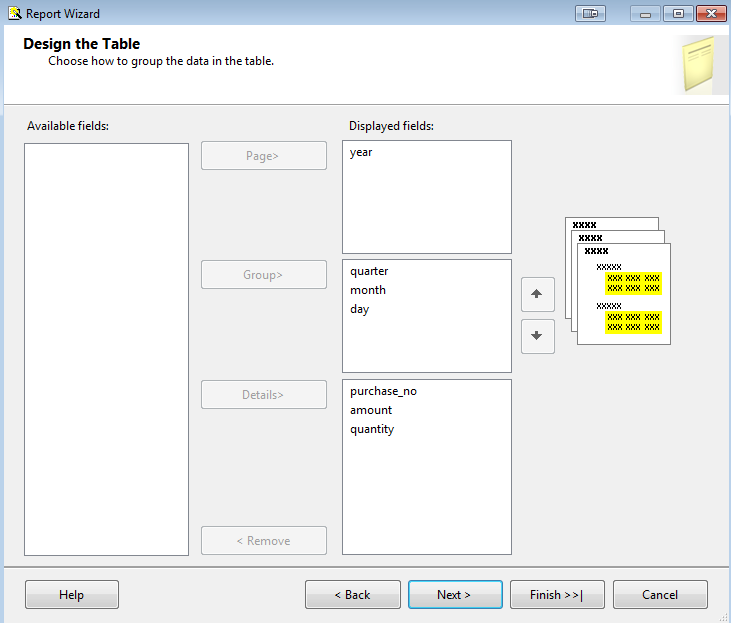 Report Wizard
Design the Table
Choose how to group the data in the table.
Available fields:
Displayed fields:
Page>
year
Group>
quarter
month
day
Details>
purchase_no
amount
quantity
< Remove
xxxx
xxxx
xxxx
xxxxx
xxx xxx xxx
xxx xxx xxx
xxxxx
xxx xxx xxx
xxx xxx xxx
Help
< Back
Next >
Finish >>|
Cancel